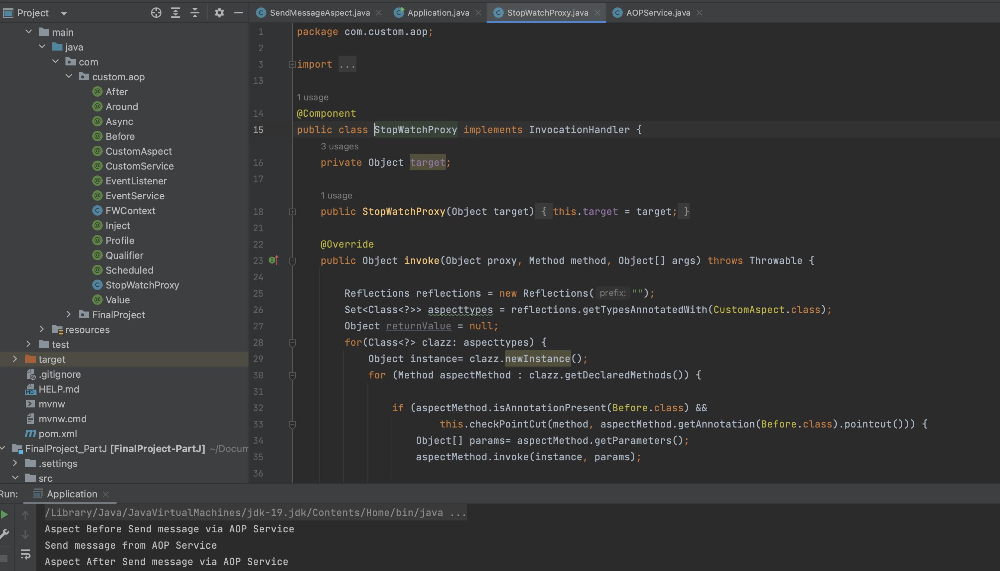 Project
SendMessageAspect.java
Application.java
StopWatchProxy.java
AOPService.java
main
java
com
custom.aop
After
Around
Async
Before
CustomAspect
CustomService
EventListener
EventService
FWContext
Inject
Profile
Qualifier
Scheduled
StopWatchProxy
Value
FinalProject
resources
test
target
.gitignore
HELP.md
mvnw
mvnw.cmd
pom.xml
FinalProject_PartJ [FinalProject-PartJ] ~/Docum
.settings
src
1 package com.custom.aop;
2
3 import ...
13
1 usage
14 @Component
15 public class StopWatchProxy implements InvocationHandler {
3 usages
16 private Object target;
17
1 usage
18 public StopWatchProxy(Object target) { this.target = target; }
21
22 @Override
23 public Object invoke(Object proxy, Method method, Object[] args) throws Throwable {
24
25 Reflections reflections = new Reflections( prefix: "");
26 Set<Class<?>> aspecttypes = reflections.getTypesAnnotatedWith(CustomAspect.class);
27 Object returnValue = null;
28 for(Class<?> clazz: aspecttypes) {
29 Object instance= clazz.newInstance();
30 for (Method aspectMethod : clazz.getDeclaredMethods()) {
31
32 if (aspectMethod.isAnnotationPresent(Before.class) &&
33 this.checkPointCut(method, aspectMethod.getAnnotation(Before.class).pointcut())) {
34 Object[] params= aspectMethod.getParameters();
35 aspectMethod.invoke(instance, params);
36
Run: Application
/Library/Java/JavaVirtualMachines/jdk-19.jdk/Contents/Home/bin/java ...
Aspect Before Send message via AOP Service
Send message from AOP Service
Aspect After Send message via AOP Service